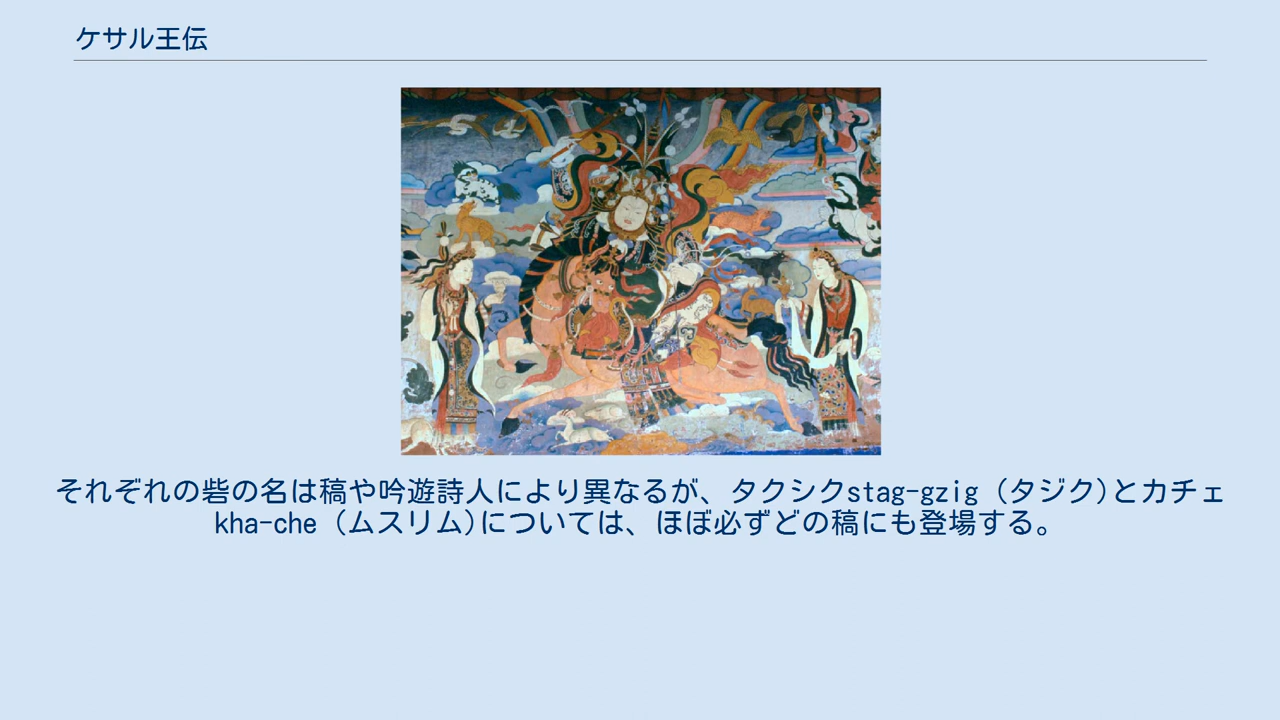 ケサル王伝
それぞれの砦の名は稿や吟遊詩人により異なるが、タクシクstag-gzig (タジク)とカチェ
kha-che (ムスリム)については、ほぼ必ずどの稿にも登場する。